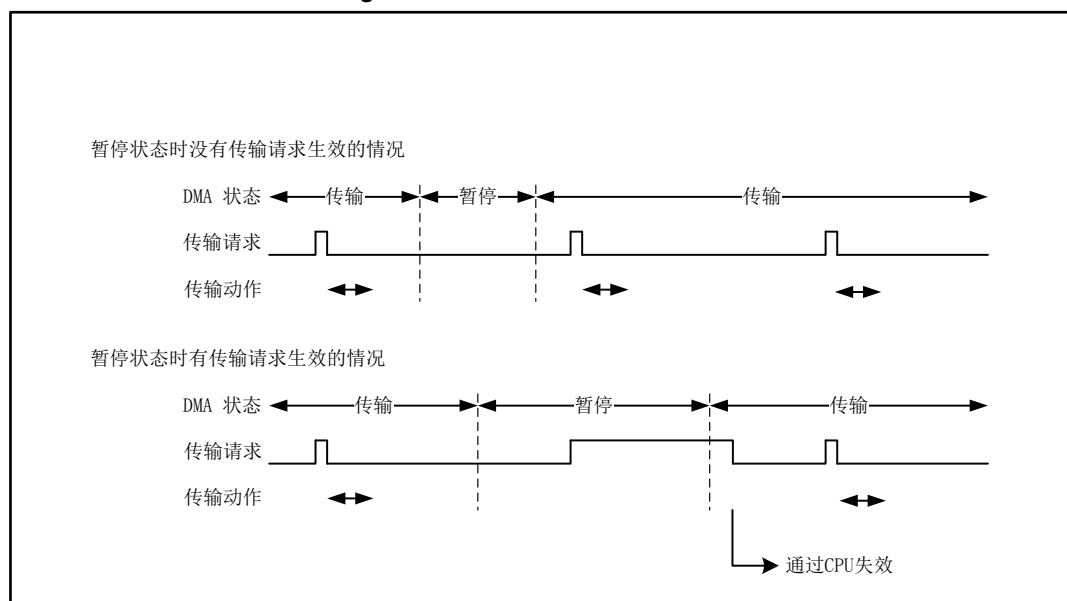 暂停状态时没有传输请求生效的情况
DMA 状态 传输 暂停 传输
传输请求
传输动作
暂停状态时有传输请求生效的情况
DMA 状态 传输 暂停 传输
传输请求
传输动作
通过CPU失效